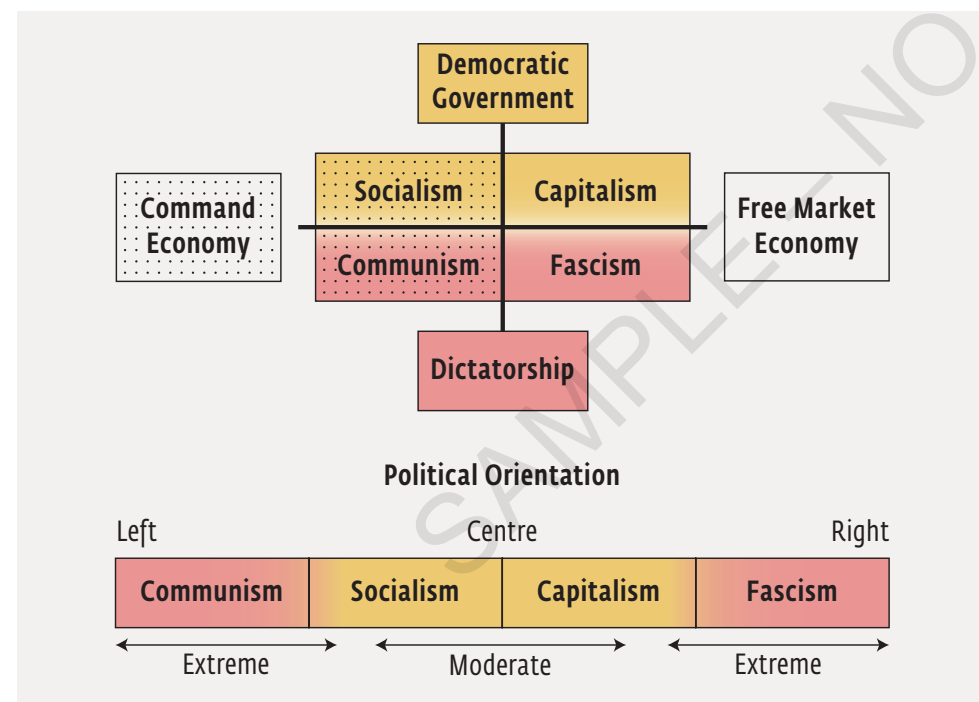 Democratic
Government
Command
Economy
Socialism
Capitalism
Communism
Fascism
Free Market
Economy
Dictatorship
Political Orientation
Left
Centre
Right
Communism
Socialism
Capitalism
Fascism
Extreme
Moderate
Extreme
SAMPLE – NO